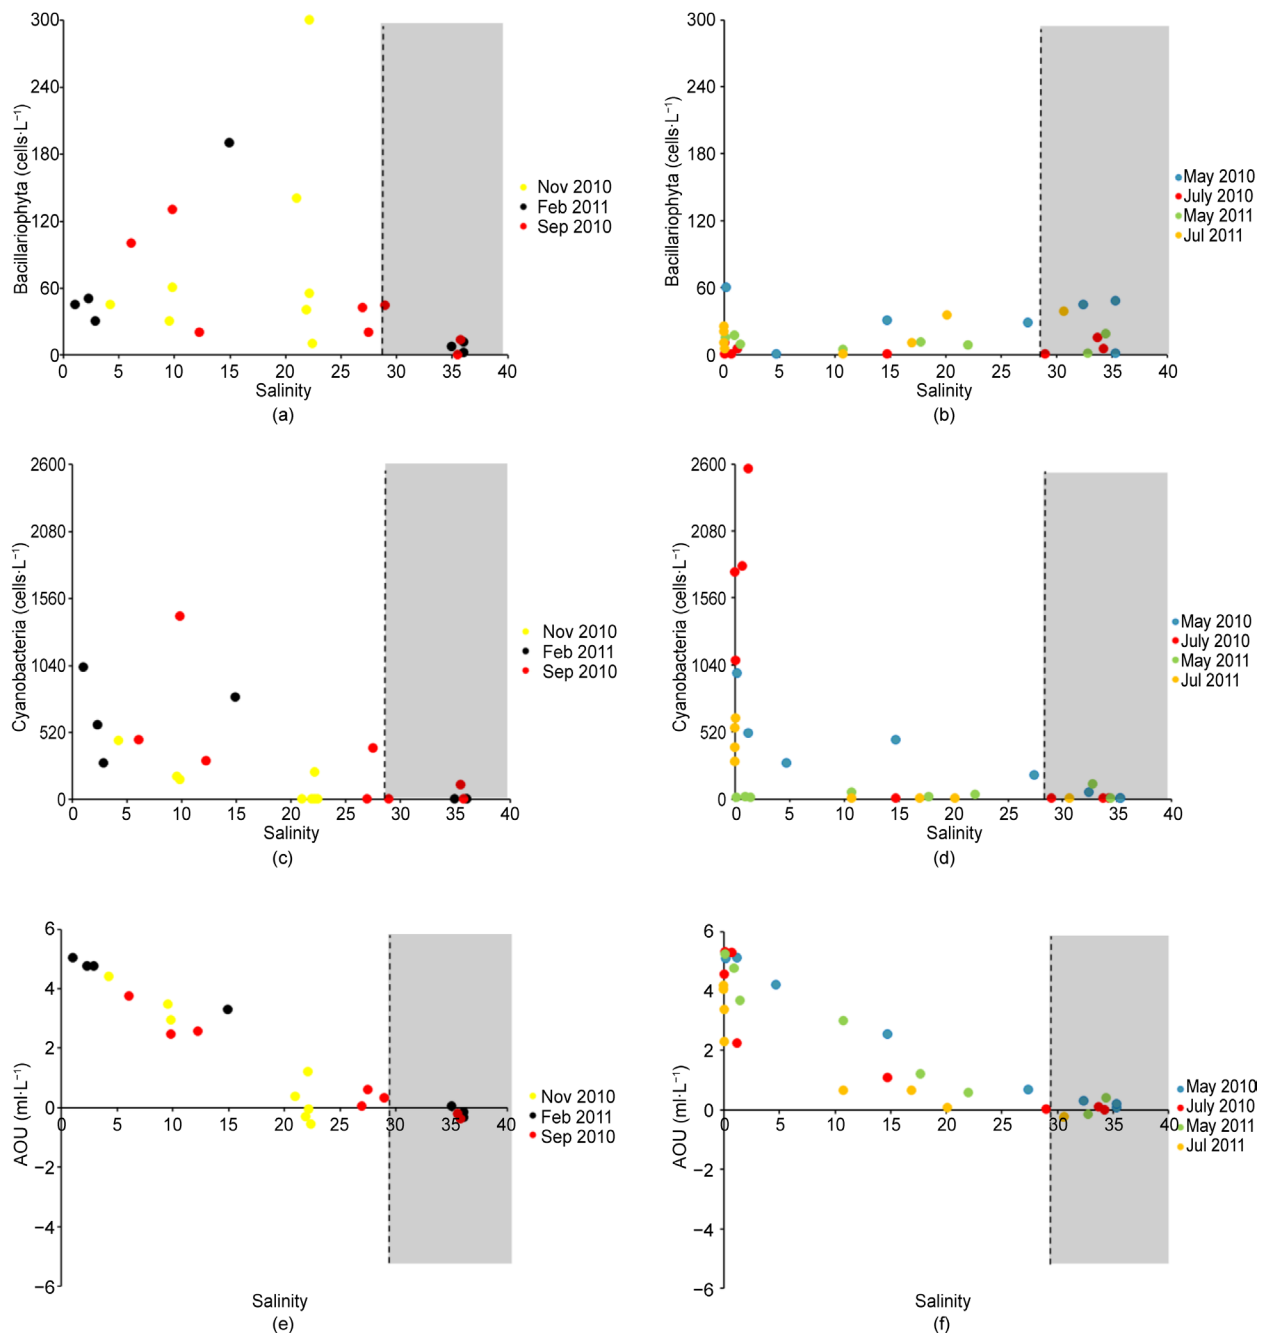 300
240
180
120
60
0
Bacillariophyta (cells·L⁻¹)
0 5 10 15 20 25 30 35 40
Salinity
(a)
Nov 2010
Feb 2011
Sep 2010
300
240
180
120
60
0
Bacillariophyta (cells·L⁻¹)
0 5 10 15 20 25 30 35 40
Salinity
(b)
May 2010
July 2010
May 2011
Jul 2011
2600
2080
1560
1040
520
0
Cyanobacteria (cells·L⁻¹)
0 5 10 15 20 25 30 35 40
Salinity
(c)
Nov 2010
Feb 2011
Sep 2010
2600
2080
1560
1040
520
0
Cyanobacteria (cells·L⁻¹)
0 5 10 15 20 25 30 35 40
Salinity
(d)
May 2010
July 2010
May 2011
Jul 2011
6
4
2
0
−2
−4
−6
AOU (ml·L⁻¹)
0 5 10 15 20 25 30 35 40
Salinity
(e)
Nov 2010
Feb 2011
Sep 2010
6
4
2
0
−2
−4
−6
AOU (ml·L⁻¹)
0 5 10 15 20 25 30 35 40
Salinity
(f)
May 2010
July 2010
May 2011
Jul 2011